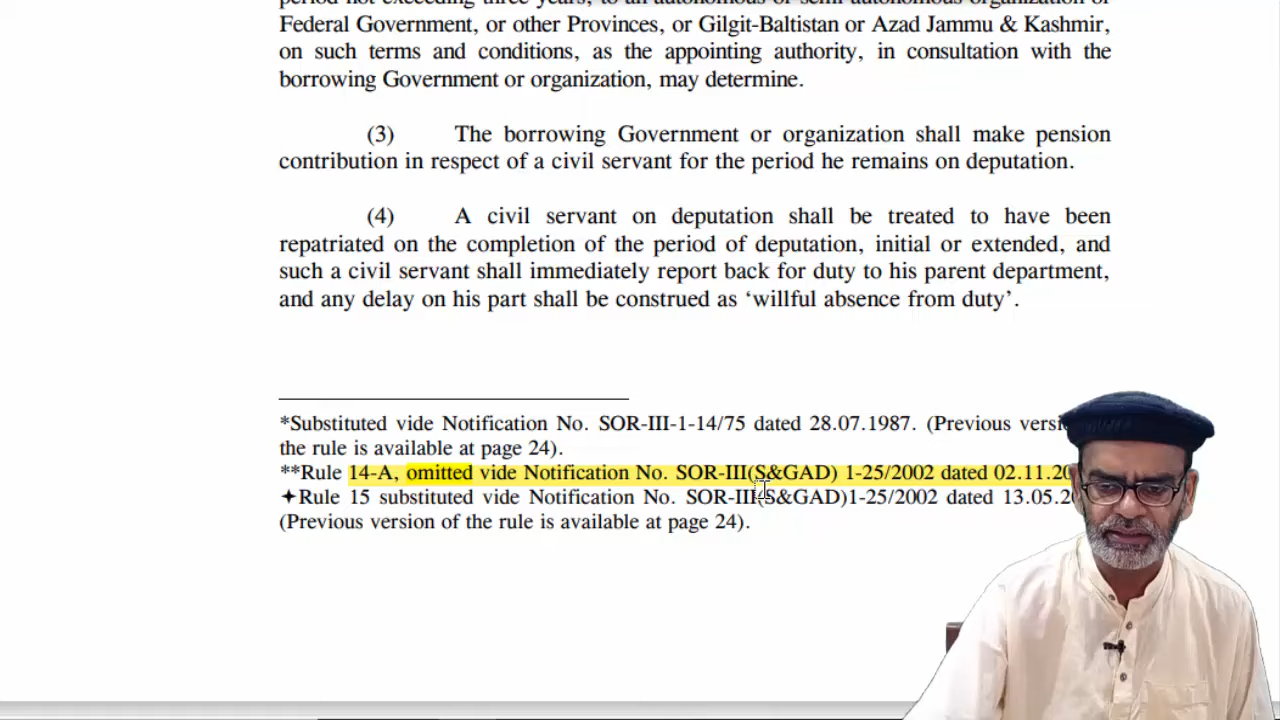 period not exceeding three years, to an autonomous or semi-autonomous organization of
Federal Government, or other Provinces, or Gilgit-Baltistan or Azad Jammu & Kashmir,
on such terms and conditions, as the appointing authority, in consultation with the
borrowing Government or organization, may determine.
(3) The borrowing Government or organization shall make pension
contribution in respect of a civil servant for the period he remains on deputation.
(4) A civil servant on deputation shall be treated to have been
repatriated on the completion of the period of deputation, initial or extended, and
such a civil servant shall immediately report back for duty to his parent department,
and any delay on his part shall be construed as ‘willful absence from duty’.
*Substituted vide Notification No. SOR-III-1-14/75 dated 28.07.1987. (Previous
the rule is available at page 24).
**Rule 14-A, omitted vide Notification No. SOR-III(S&GAD) 1-25/2002 dated 02.11.20
✦Rule 15 substituted vide Notification No. SOR-III(S&GAD)1-25/2002 dated 13.05.2
(Previous version of the rule is available at page 24).